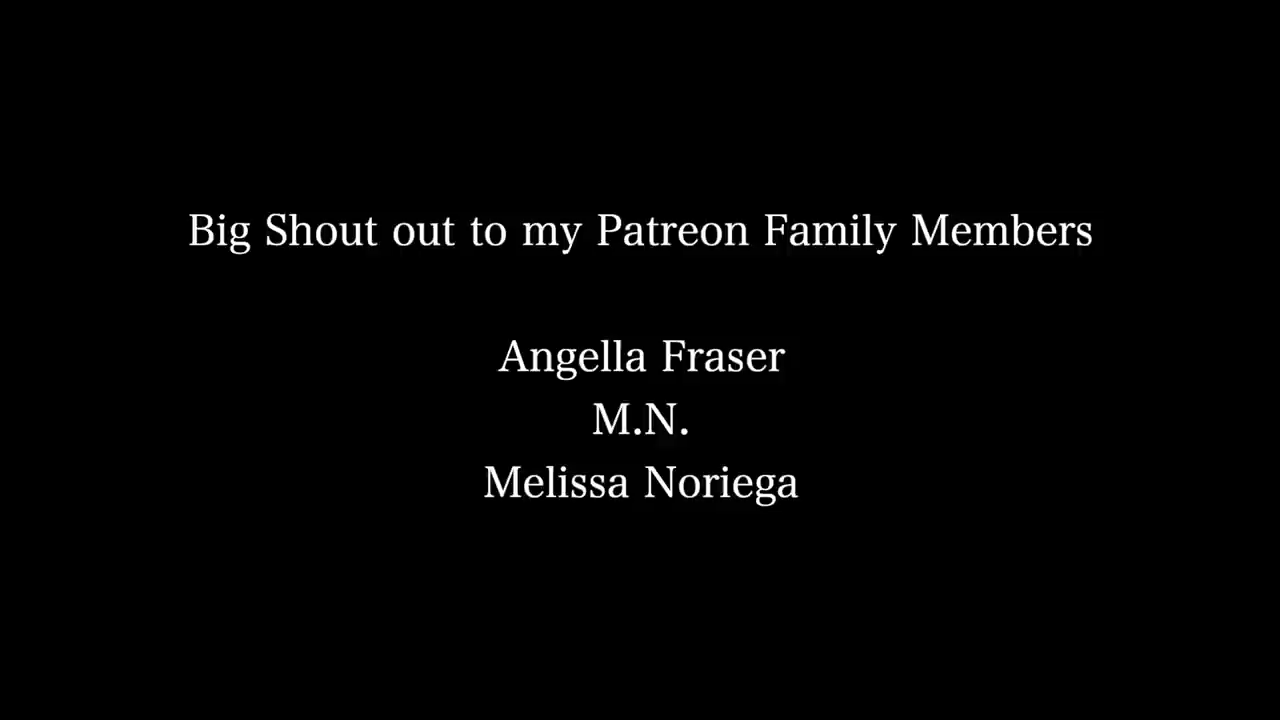 Big Shout out to my Patreon Family Members
Angella Fraser
M.N.
Melissa Noriega